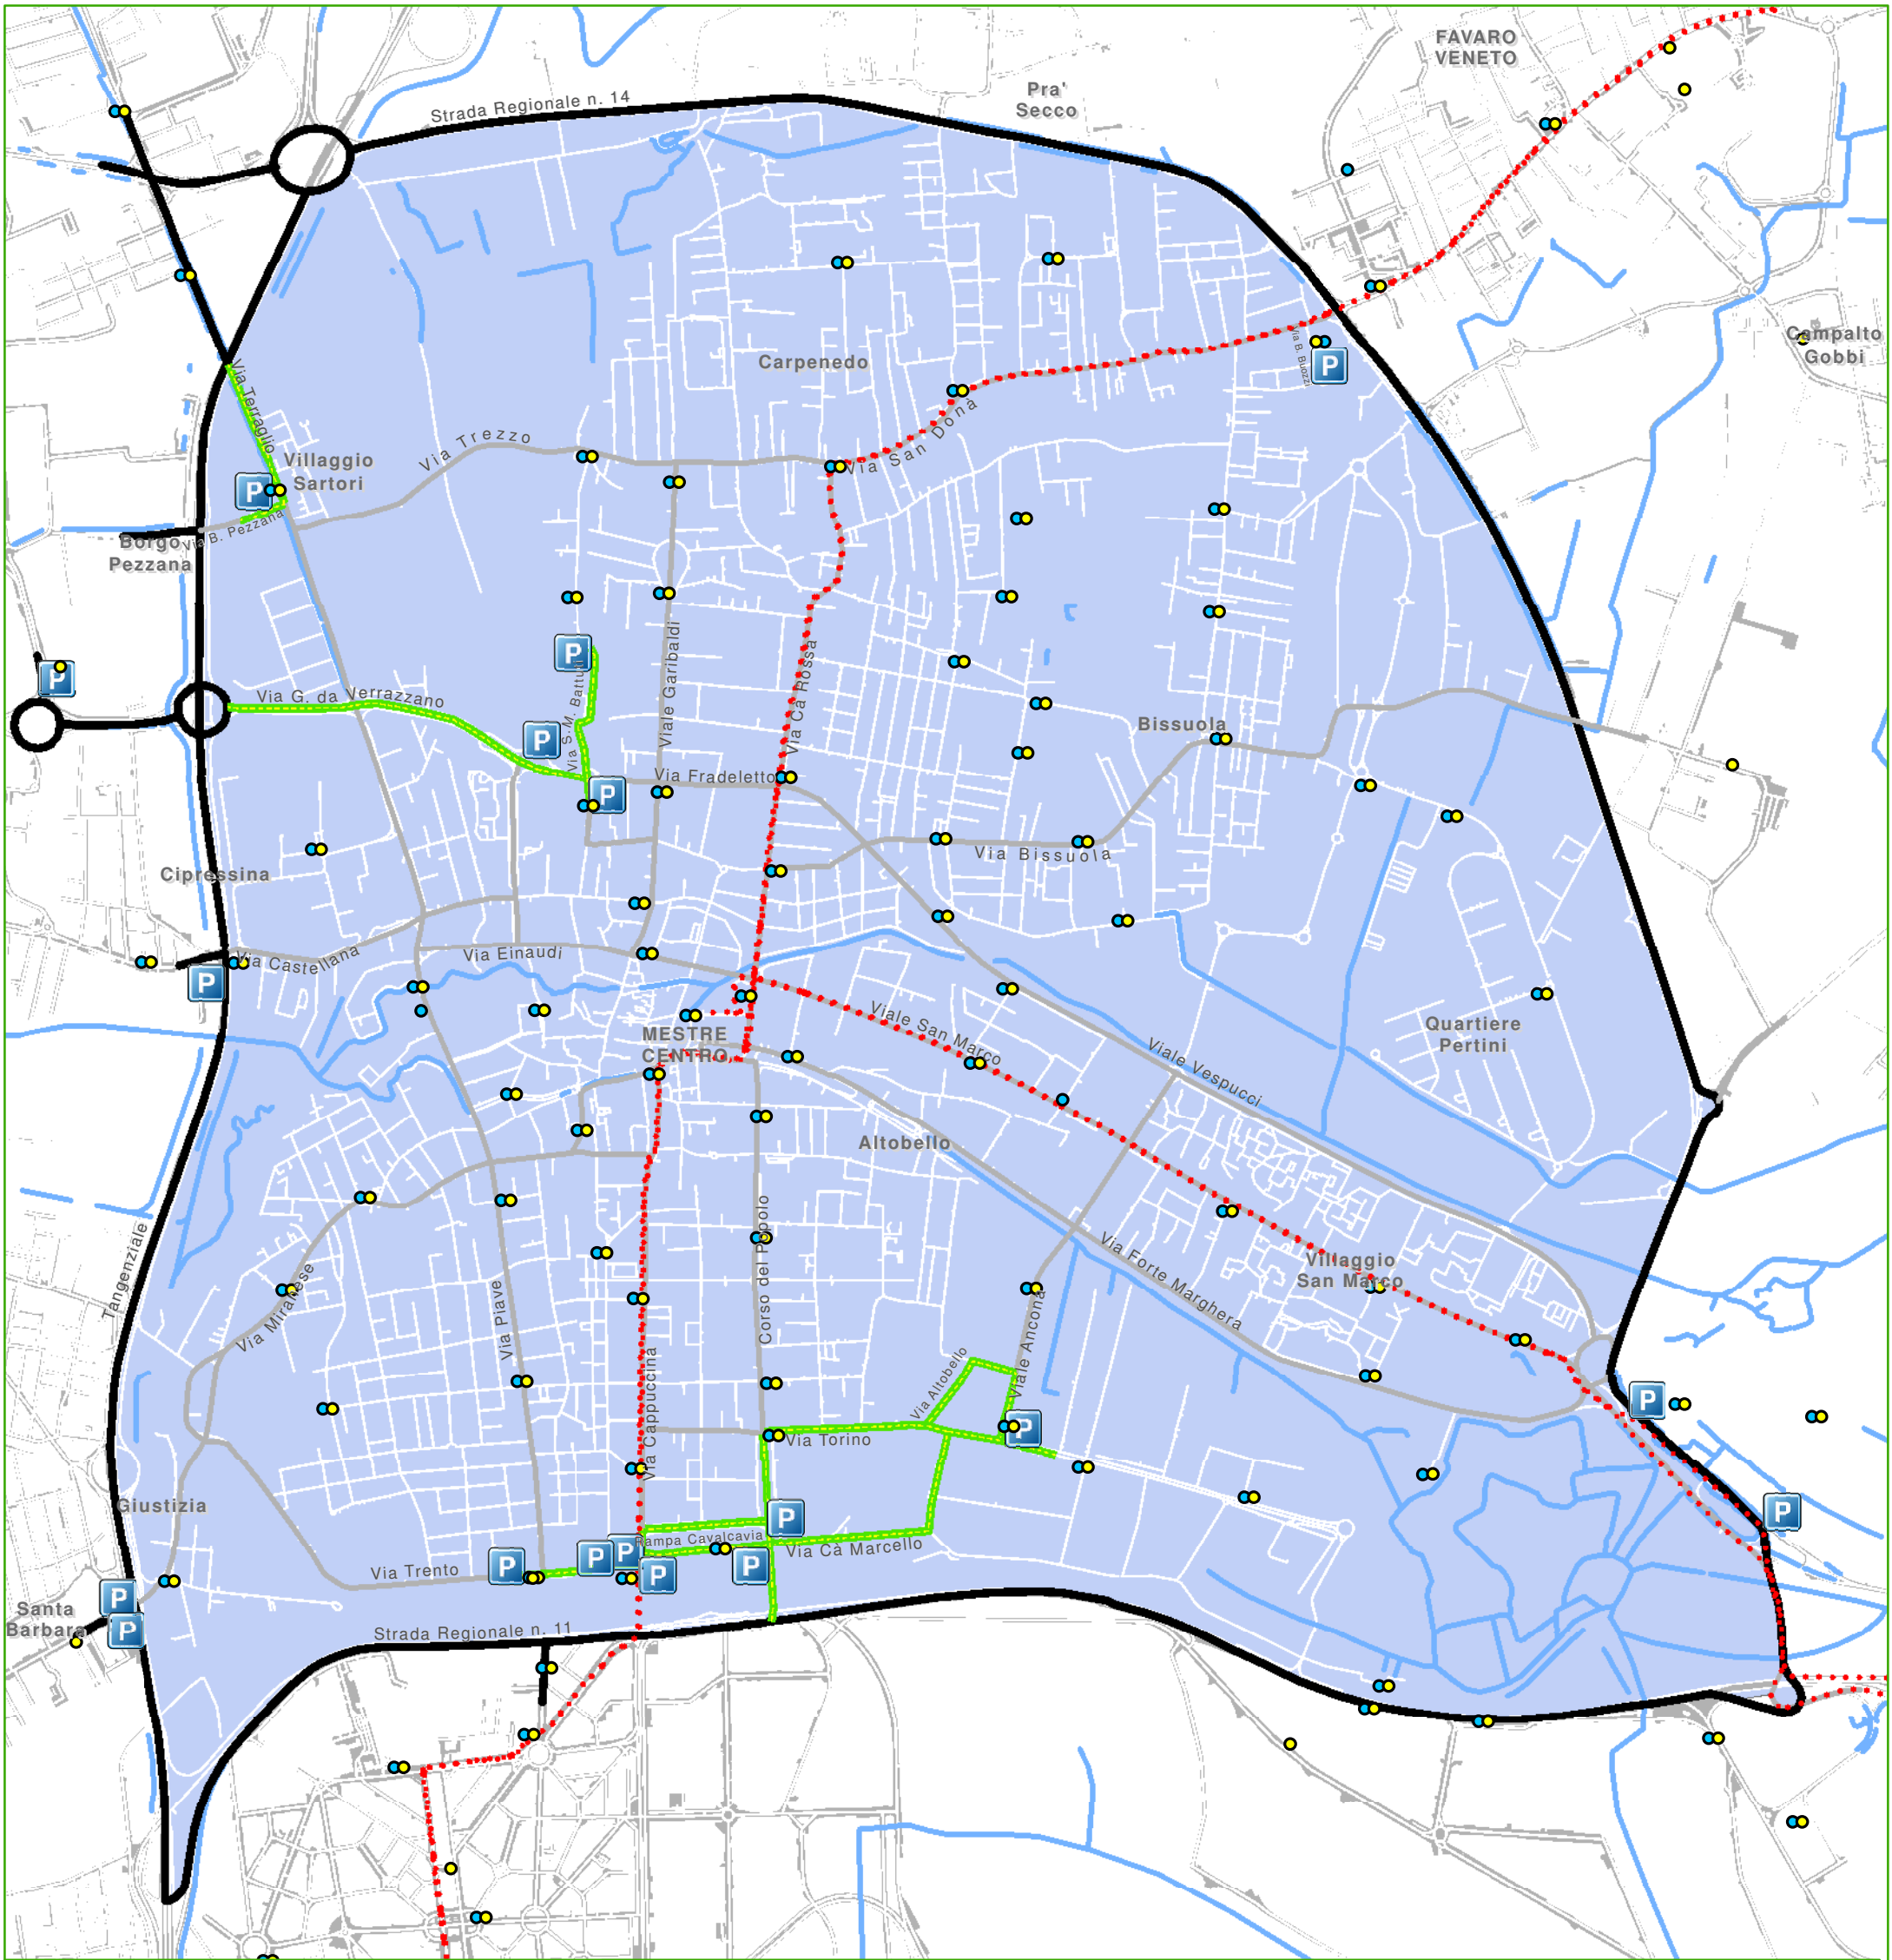 FAVARO
VENETO
Strada Regionale n. 14
Pra'
Secco
Campalto
Gobbi
Via B. Buozzi
P
Carpenedo
Via Terraglio
Via San Donà
Via Trezzo
Villaggio
Sartori
P
Via B. Pezzana
Borgo
Pezzana
P
P
Via G. da Verrazzano
Via S.M. Battuti
Viale Garibaldi
Via Ca Rossa
Bissuola
P
Via Fradeletto
P
Via Bissuola
Cipressina
Via Castellana
Via Einaudi
P
MESTRE
CENTRO
Viale San Marco
Viale Vespucci
Quartiere
Pertini
Altobello
Tangenziale
Via Miranese
Via Piave
Corso del Popolo
Via Forte Marghera
Villaggio
San Marco
Via Cappuccina
Via Altobello
Viale Ancona
P
P
Via Torino
Giustizia
P
P
Rampa Cavalcavia
Via Cà Marcello
Via Trento
P
P
P
P
P
P
Santa
Barbara
P
Strada Regionale n. 11